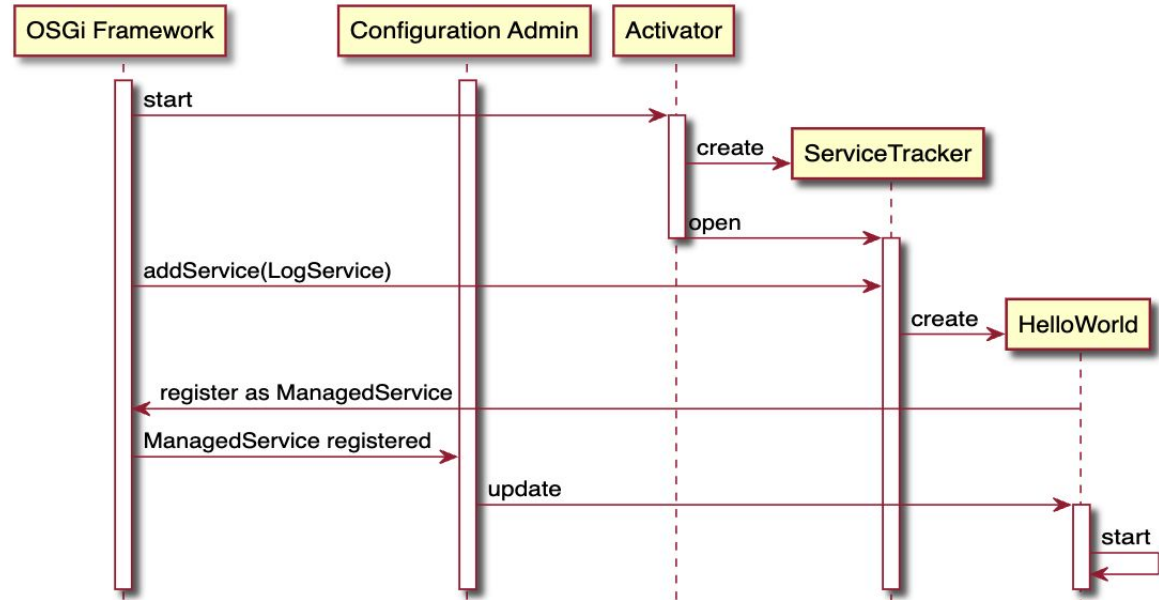 OSGi Framework
Configuration Admin
Activator
start
create
ServiceTracker
open
addService(LogService)
create
HelloWorld
register as ManagedService
ManagedService registered
update
start